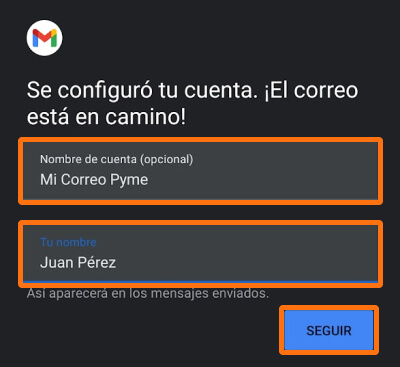 Se configuró tu cuenta. ¡El correo
está en camino!
Nombre de cuenta (opcional)
Mi Correo Pyme
Tu nombre
Juan Pérez
Así aparecerá en los mensajes enviados.
SEGUIR